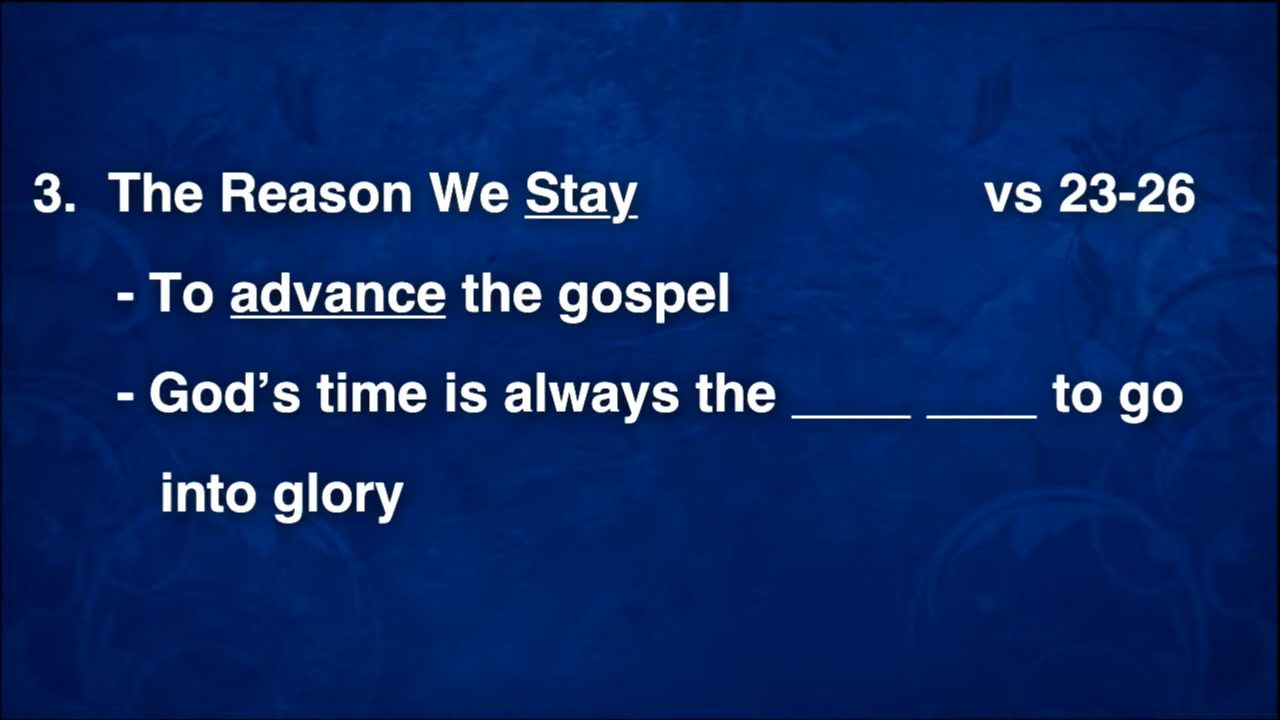 3. The Reason We Stay vs 23-26
- To advance the gospel
- God’s time is always the ____ ____ to go
into glory